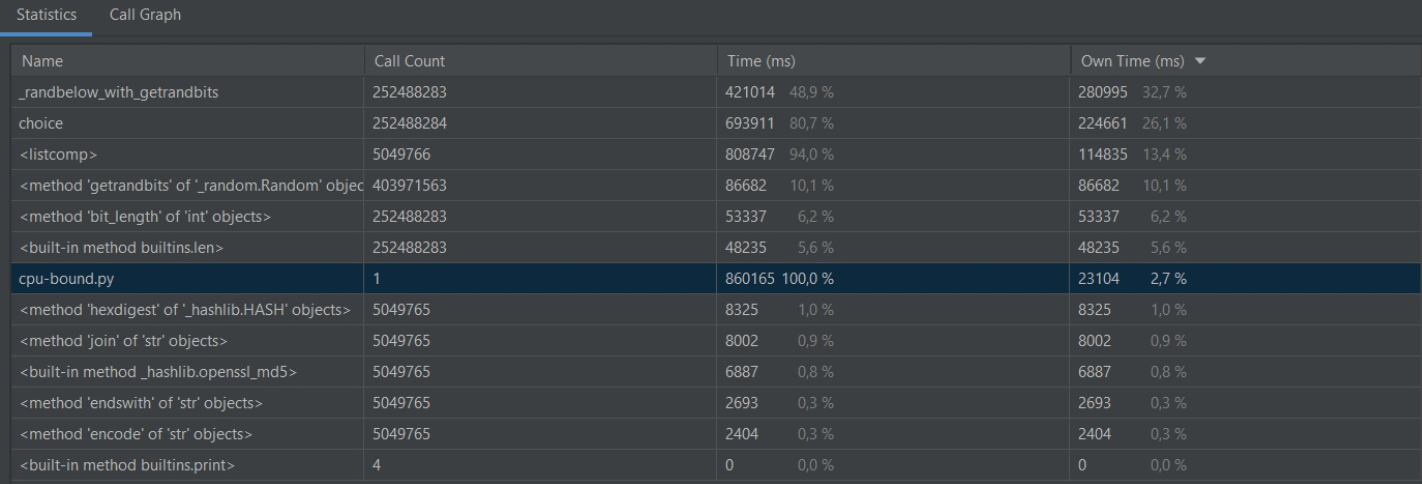 Statistics Call Graph
Name Call Count Time (ms) Own Time (ms)
_randbelow_with_getrandbits 252488283 421014 48,9 % 280995 32,7 %
choice 252488284 693911 80,7 % 224661 26,1 %
<listcomp> 5049766 808747 94,0 % 114835 13,4 %
<method 'getrandbits' of '_random.Random' objec 403971563 86682 10,1 % 86682 10,1 %
<method 'bit_length' of 'int' objects> 252488283 53337 6,2 % 53337 6,2 %
<built-in method builtins.len> 252488283 48235 5,6 % 48235 5,6 %
cpu-bound.py 1 860165 100,0 % 23104 2,7 %
<method 'hexdigest' of '_hashlib.HASH' objects> 5049765 8325 1,0 % 8325 1,0 %
<method 'join' of 'str' objects> 5049765 8002 0,9 % 8002 0,9 %
<built-in method _hashlib.openssl_md5> 5049765 6887 0,8 % 6887 0,8 %
<method 'endswith' of 'str' objects> 5049765 2693 0,3 % 2693 0,3 %
<method 'encode' of 'str' objects> 5049765 2404 0,3 % 2404 0,3 %
<built-in method builtins.print> 4 0 0,0 % 0 0,0 %